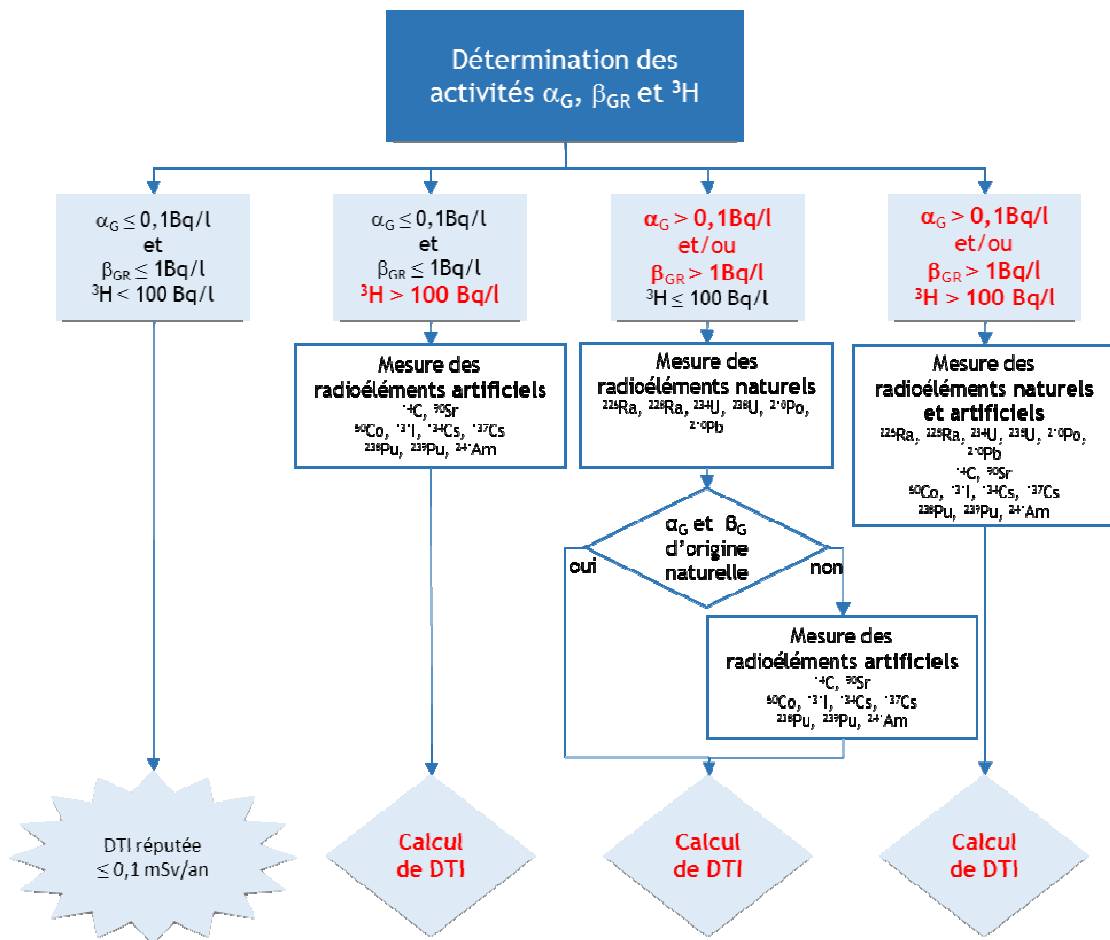 Détermination des
activités αG, βGR et ³H
αG ≤ 0,1Bq/l
et
βGR ≤ 1Bq/l
³H < 100 Bq/l
αG ≤ 0,1Bq/l
et
βGR ≤ 1Bq/l
³H > 100 Bq/l
αG > 0,1Bq/l
et/ou
βGR > 1Bq/l
³H ≤ 100 Bq/l
αG > 0,1Bq/l
et/ou
βGR > 1Bq/l
³H > 100 Bq/l
Mesure des
radioéléments artificiels
¹⁴C, ⁹⁰Sr
⁶⁰Co, ¹³¹I, ¹³⁴Cs, ¹³⁷Cs
²³⁸Pu, ²³⁹Pu, ²⁴¹Am
Mesure des
radioéléments naturels
²²⁶Ra, ²²⁸Ra, ²³⁴U, ²³⁸U, ²¹⁰Po,
²¹⁰Pb
Mesure des
radioéléments naturels
et artificiels
²²⁶Ra, ²²⁸Ra, ²³⁴U, ²³⁸U, ²¹⁰Po,
²¹⁰Pb
¹⁴C, ⁹⁰Sr
⁶⁰Co, ¹³¹I, ¹³⁴Cs, ¹³⁷Cs
²³⁸Pu, ²³⁹Pu, ²⁴¹Am
αG et βG
d'origine
naturelle
oui
non
Mesure des
radioéléments artificiels
¹⁴C, ⁹⁰Sr
⁶⁰Co, ¹³¹I, ¹³⁴Cs, ¹³⁷Cs
²³⁸Pu, ²³⁹Pu, ²⁴¹Am
DTI réputée
≤ 0,1 mSv/an
Calcul
de DTI
Calcul
de DTI
Calcul
de DTI